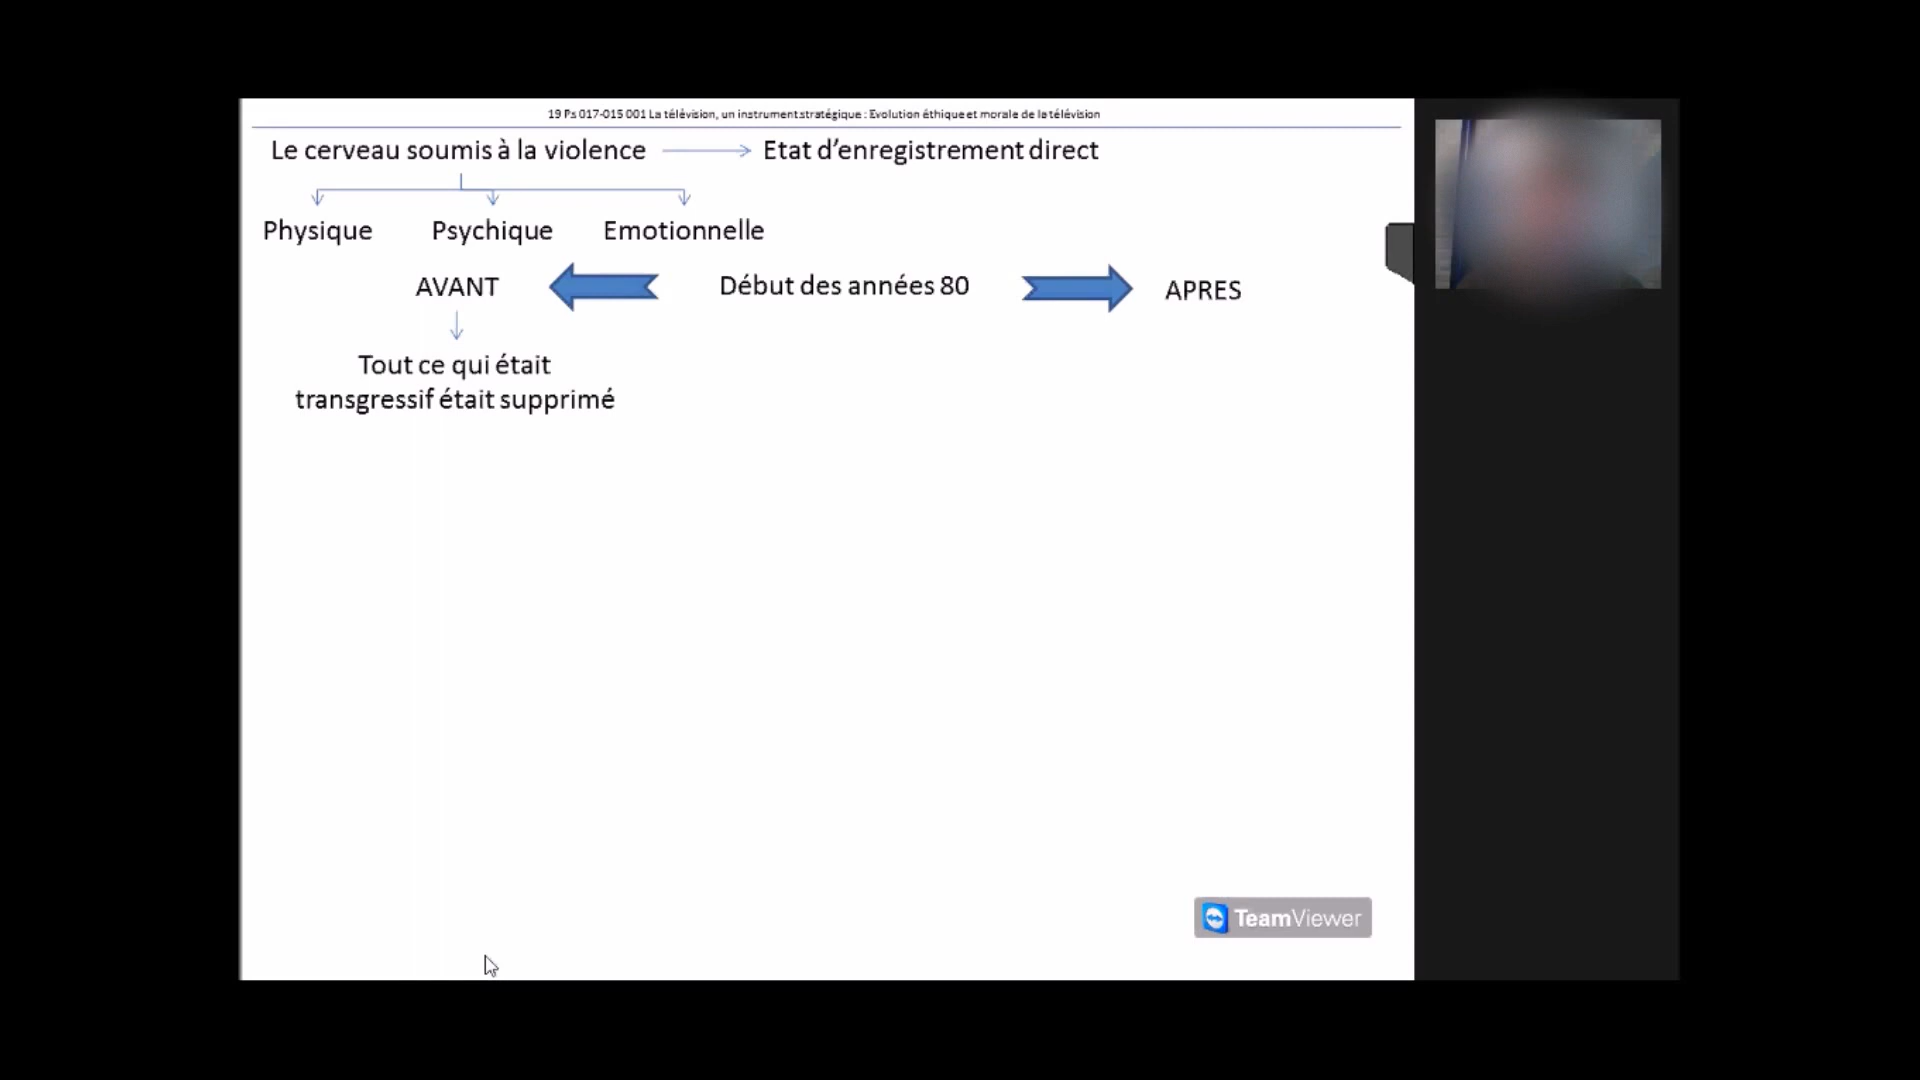 19 Ps 017-015 001 La télévision, un instrument stratégique : Evolution éthique et morale de la télévision
Le cerveau soumis à la violence
Etat d’enregistrement direct
Physique
Psychique
Emotionnelle
AVANT
Début des années 80
APRES
Tout ce qui était
transgressif était supprimé
TeamViewer